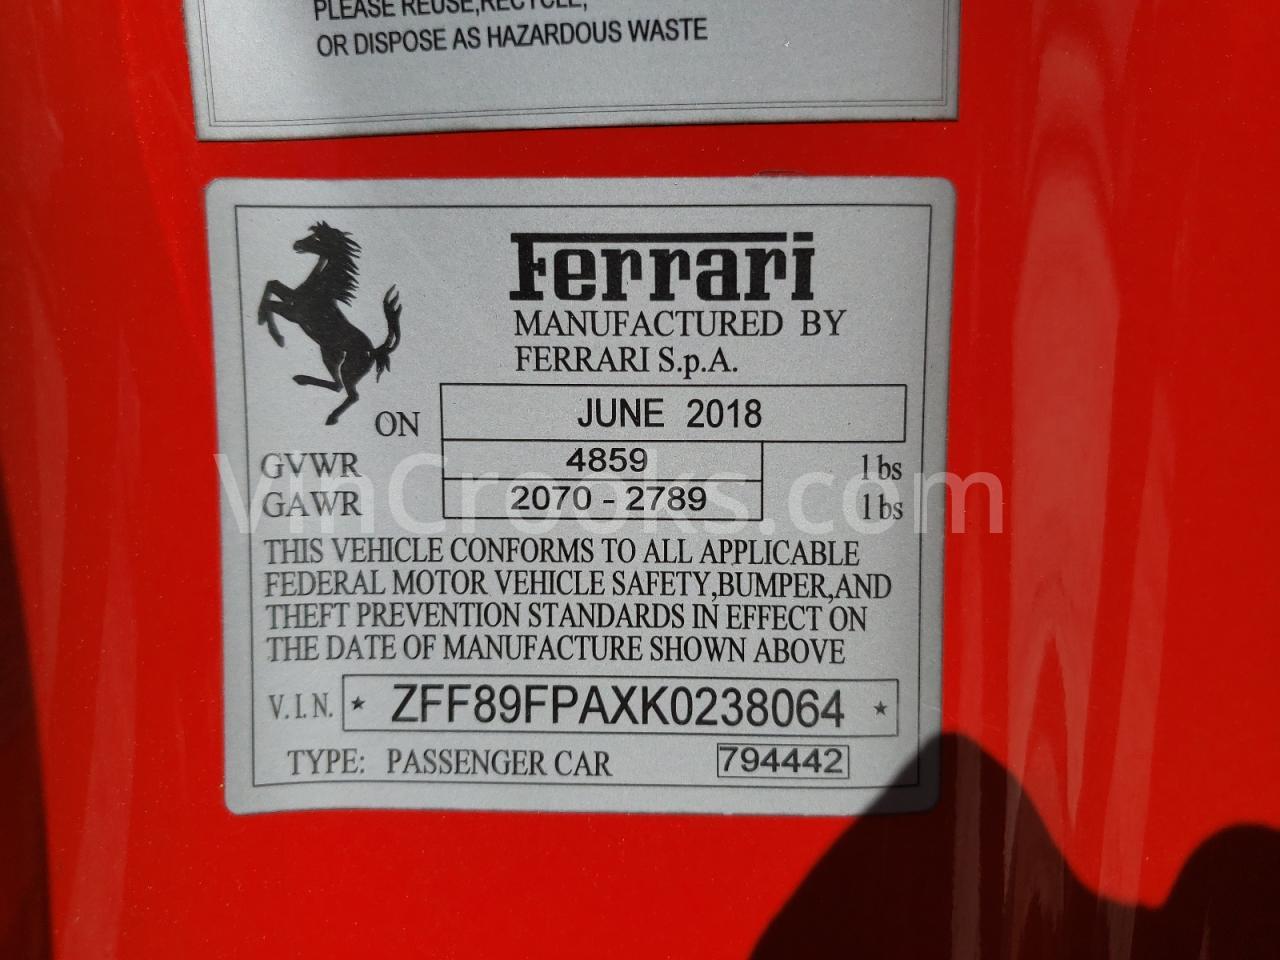 PLEASE REUSE,RECYCLE,
OR DISPOSE AS HAZARDOUS WASTE
Ferrari
MANUFACTURED BY
FERRARI S.p.A.
ON JUNE 2018
GVWR 4859 lbs
GAWR 2070 - 2789 lbs
VinCrooks.com
THIS VEHICLE CONFORMS TO ALL APPLICABLE
FEDERAL MOTOR VEHICLE SAFETY,BUMPER,AND
THEFT PREVENTION STANDARDS IN EFFECT ON
THE DATE OF MANUFACTURE SHOWN ABOVE
V.I.N. * ZFF89FPAXK0238064 *
TYPE: PASSENGER CAR 794442